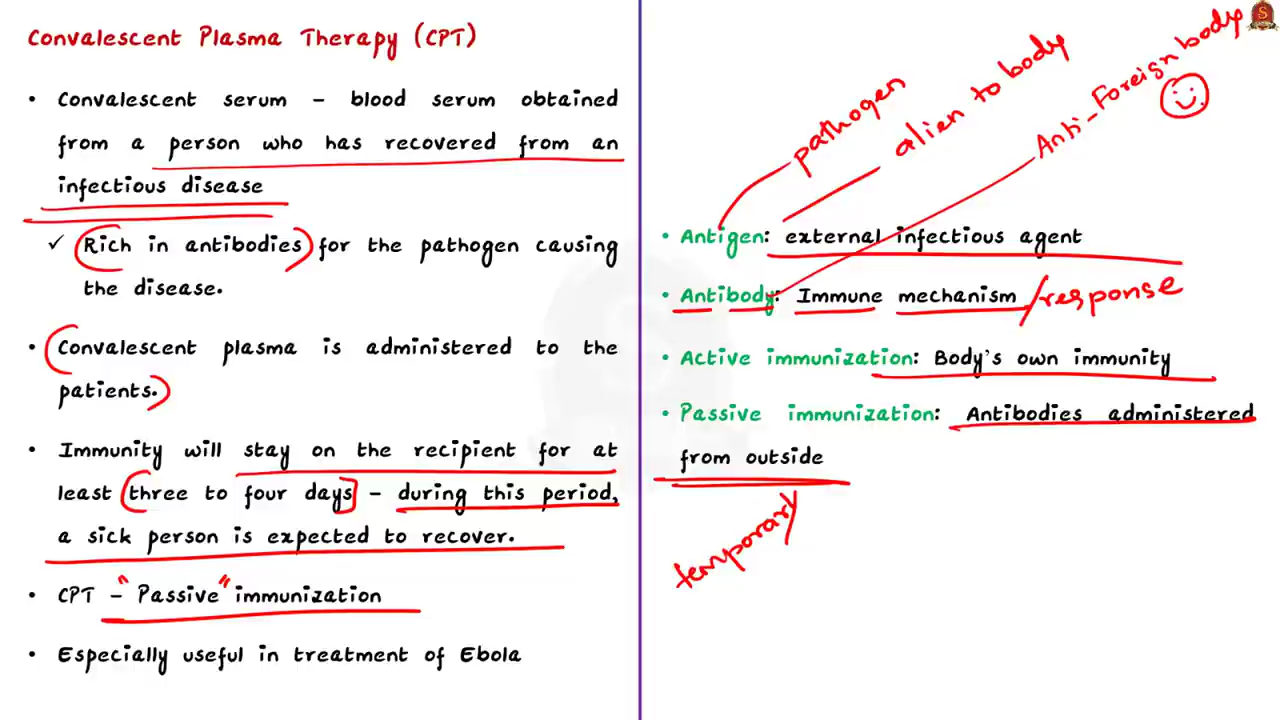 Convalescent Plasma Therapy (CPT)
• Convalescent serum – blood serum obtained
from a person who has recovered from an
infectious disease
✓ Rich in antibodies for the pathogen causing
the disease.
• Convalescent plasma is administered to the
patients.
• Immunity will stay on the recipient for at
least three to four days – during this period,
a sick person is expected to recover.
• CPT – "Passive" immunization
• Especially useful in treatment of Ebola
pathogen
alien to body
Anti-Foreign body
• Antigen: external infectious agent
• Antibody: Immune mechanism /response
• Active immunization: Body's own immunity
• Passive immunization: Antibodies administered
from outside
temporary